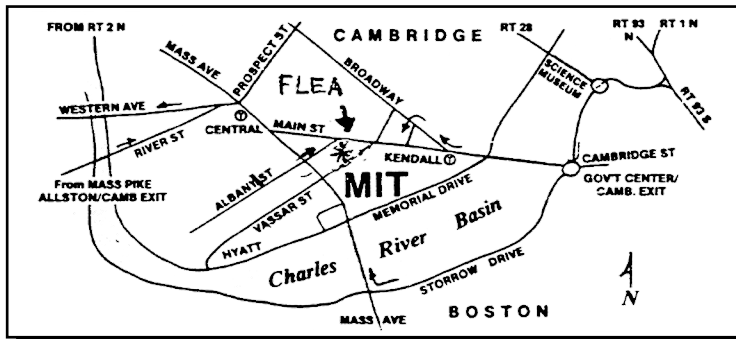 FROM RT 2 N
MASS AVE
PROSPECT ST
CAMBRIDGE
RT 28
RT 93 N
RT 1 N
RT 93 S
SCIENCE MUSEUM
BROADWAY
FLEA
WESTERN AVE
RIVER ST
T
CENTRAL
MAIN ST
KENDALL
T
CAMBRIDGE ST
GOV'T CENTER/
CAMB. EXIT
From MASS PIKE
ALLSTON/CAMB EXIT
ALBANY ST
VASSAR ST
MIT
MEMORIAL DRIVE
HYATT
Charles River Basin
STORROW DRIVE
MASS AVE
BOSTON
N